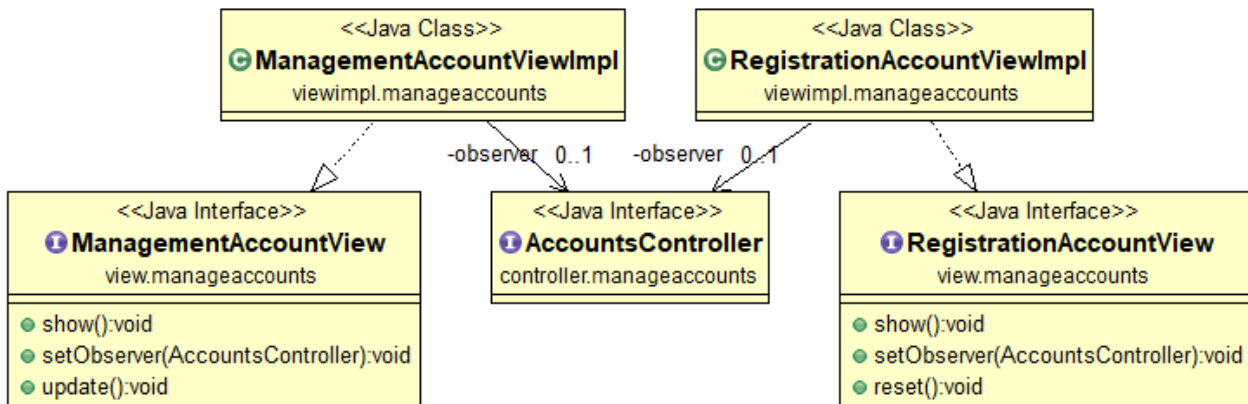 <<Java Class>>
ManagementAccountViewImpl
viewimpl.manageaccounts
<<Java Class>>
RegistrationAccountViewImpl
viewimpl.manageaccounts
-observer 0..1
-observer 0..1
<<Java Interface>>
ManagementAccountView
view.manageaccounts
show():void
setObserver(AccountsController):void
update():void
<<Java Interface>>
AccountsController
controller.manageaccounts
<<Java Interface>>
RegistrationAccountView
view.manageaccounts
show():void
setObserver(AccountsController):void
reset():void